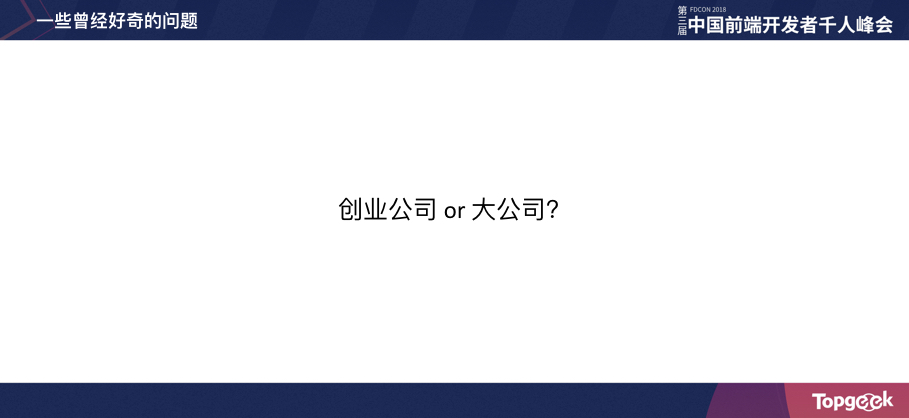 一些曾经好奇的问题
第三届
FDCON 2018
中国前端开发者千人峰会
创业公司 or 大公司?
Topgeek